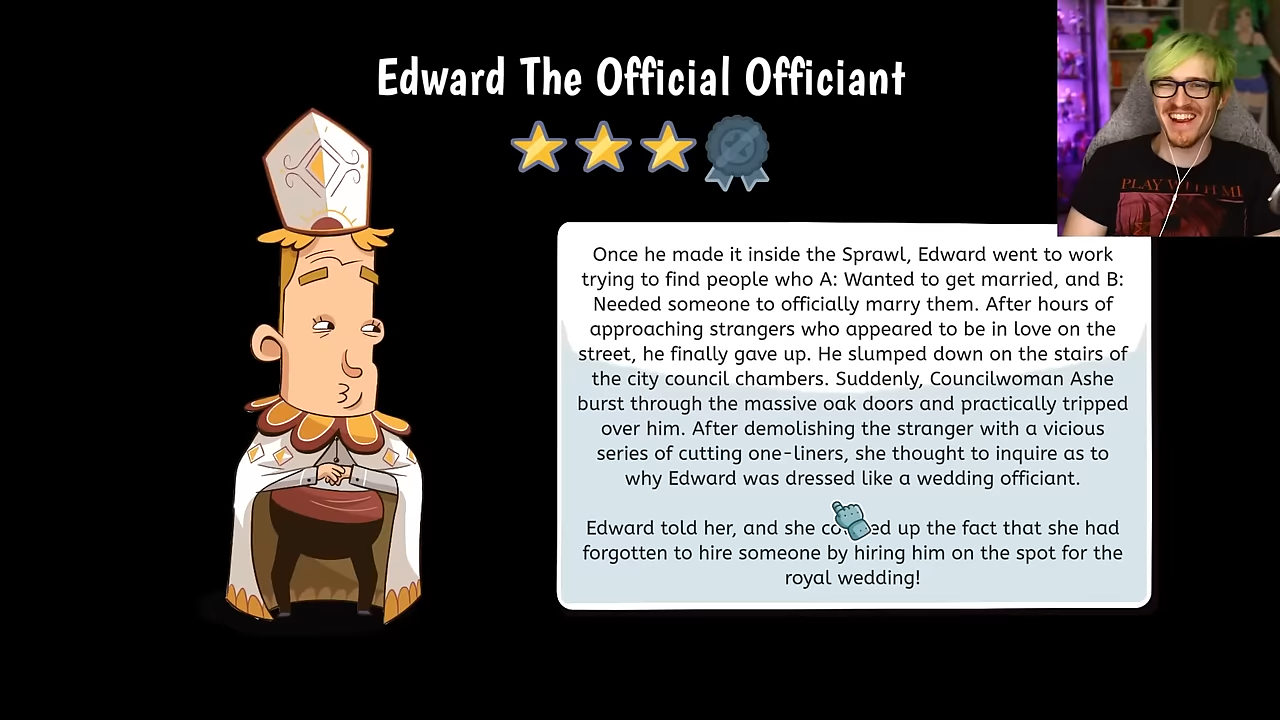 Edward The Official Officiant
PLAY WITH ME
Once he made it inside the Sprawl, Edward went to work
trying to find people who A: Wanted to get married, and B:
Needed someone to officially marry them. After hours of
approaching strangers who appeared to be in love on the
street, he finally gave up. He slumped down on the stairs of
the city council chambers. Suddenly, Councilwoman Ashe
burst through the massive oak doors and practically tripped
over him. After demolishing the stranger with a vicious
series of cutting one-liners, she thought to inquire as to
why Edward was dressed like a wedding officiant.
Edward told her, and she up the fact that she had
forgotten to hire someone by hiring him on the spot for the
royal wedding!